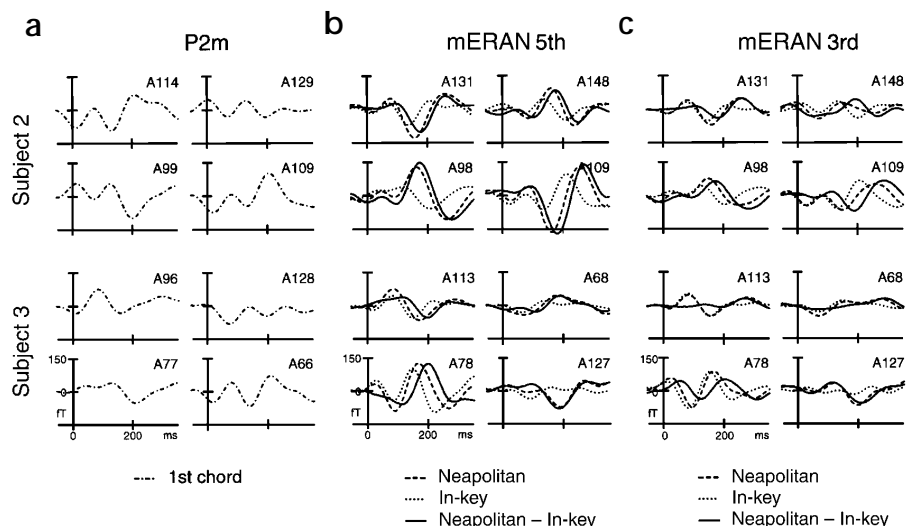 a
P2m
b
mERAN 5th
c
mERAN 3rd
Subject 2
A114
A129
A131
A148
A131
A148
A99
A109
A98
A109
A98
A109
Subject 3
A96
A128
A113
A68
A113
A68
150
0
fT
A77
A66
150
0
fT
A78
A127
150
0
fT
A78
A127
0 200 ms
0 200 ms
0 200 ms
1st chord
Neapolitan
In-key
Neapolitan – In-key
Neapolitan
In-key
Neapolitan – In-key